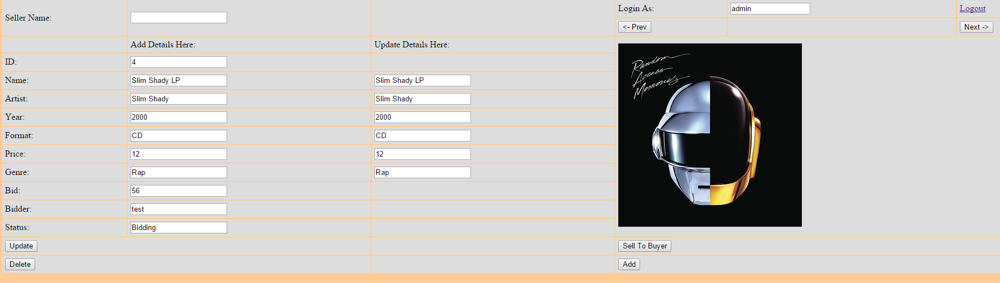 Seller Name:
Login As: admin Logout
<- Prev Next ->
Add Details Here: Update Details Here:
ID: 4
Name: Slim Shady LP Slim Shady LP
Artist: Slim Shady Slim Shady
Year: 2000 2000
Format: CD CD
Price: 12 12
Genre: Rap Rap
Bid: 56
Bidder: test
Status: Bidding
Random
Access
Memories
Update Sell To Buyer
Delete Add